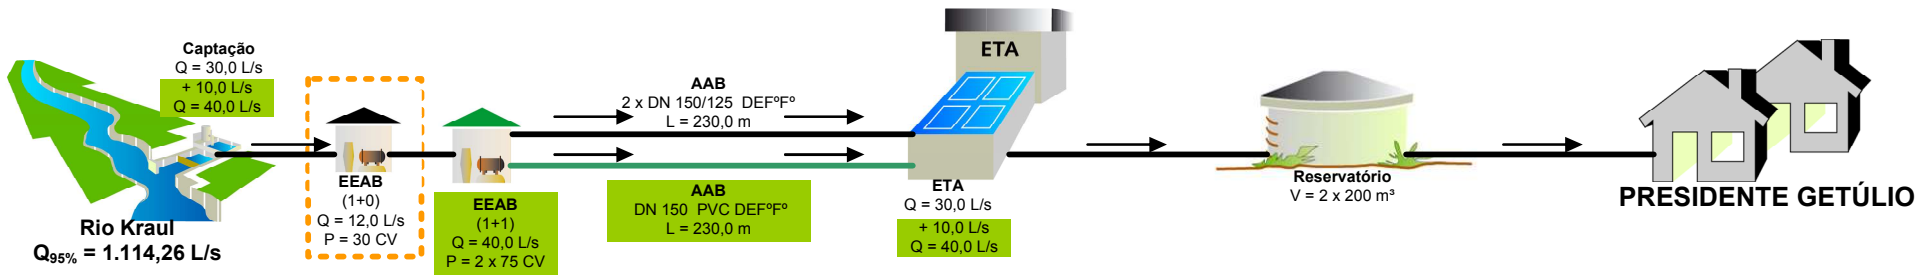 Captação
Q = 30,0 L/s
+ 10,0 L/s
Q = 40,0 L/s
Rio Kraul
Q95% = 1.114,26 L/s
EEAB
(1+0)
Q = 12,0 L/s
P = 30 CV
EEAB
(1+1)
Q = 40,0 L/s
P = 2 x 75 CV
AAB
2 x DN 150/125 DEFºFº
L = 230,0 m
AAB
DN 150 PVC DEFºFº
L = 230,0 m
ETA
ETA
Q = 30,0 L/s
+ 10,0 L/s
Q = 40,0 L/s
Reservatório
V = 2 x 200 m³
PRESIDENTE GETÚLIO